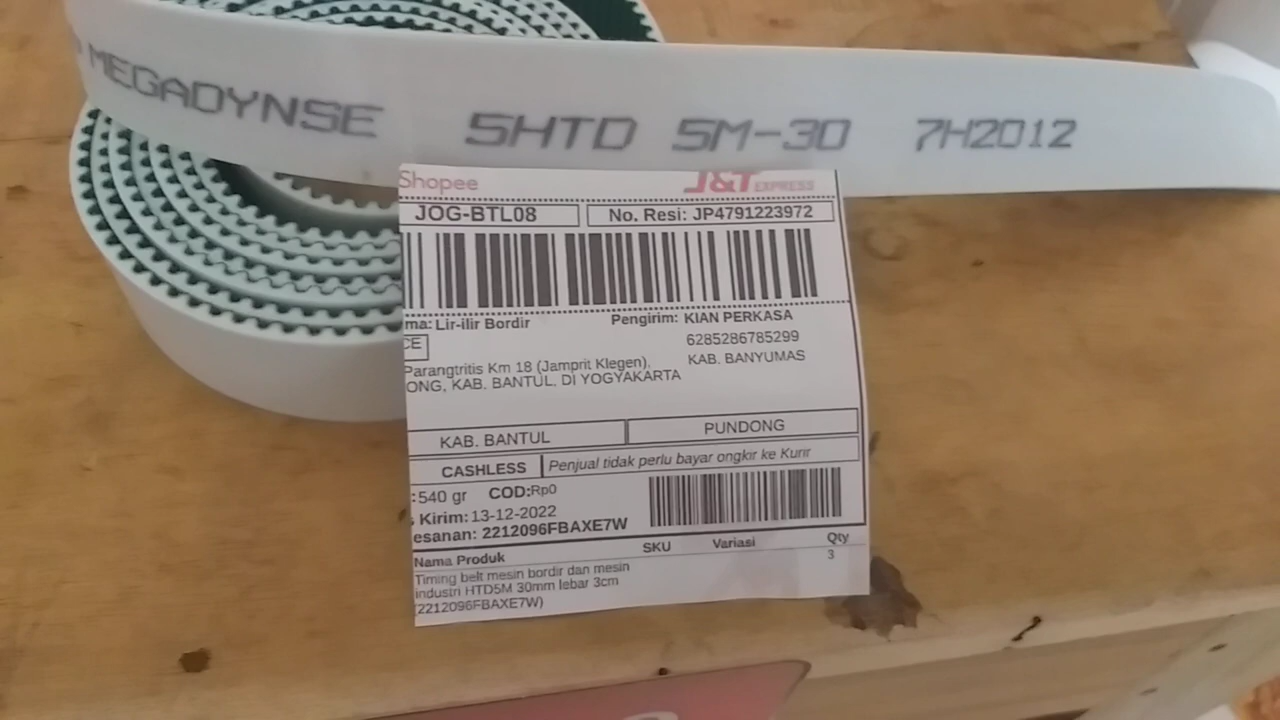 MEGADYNSE 5HTD 5M-30 7H2012
Shopee J&T EXPRESS
JOG-BTL08 No. Resi: JP4791223972
ma: Lir-ilir Bordir Pengirim: KIAN PERKASA
CE 6285286785299
Parangtritis Km 18 (Jamprit Klegen), KAB. BANYUMAS
ONG, KAB. BANTUL, DI YOGYAKARTA
KAB. BANTUL PUNDONG
CASHLESS Penjual tidak perlu bayar ongkir ke Kurir
: 540 gr COD:Rp0
Kirim: 13-12-2022
esanan: 2212096FBAXE7W
Nama Produk SKU Variasi Qty
Timing belt mesin bordir dan mesin 3
industri HTD5M 30mm lebar 3cm
(2212096FBAXE7W)